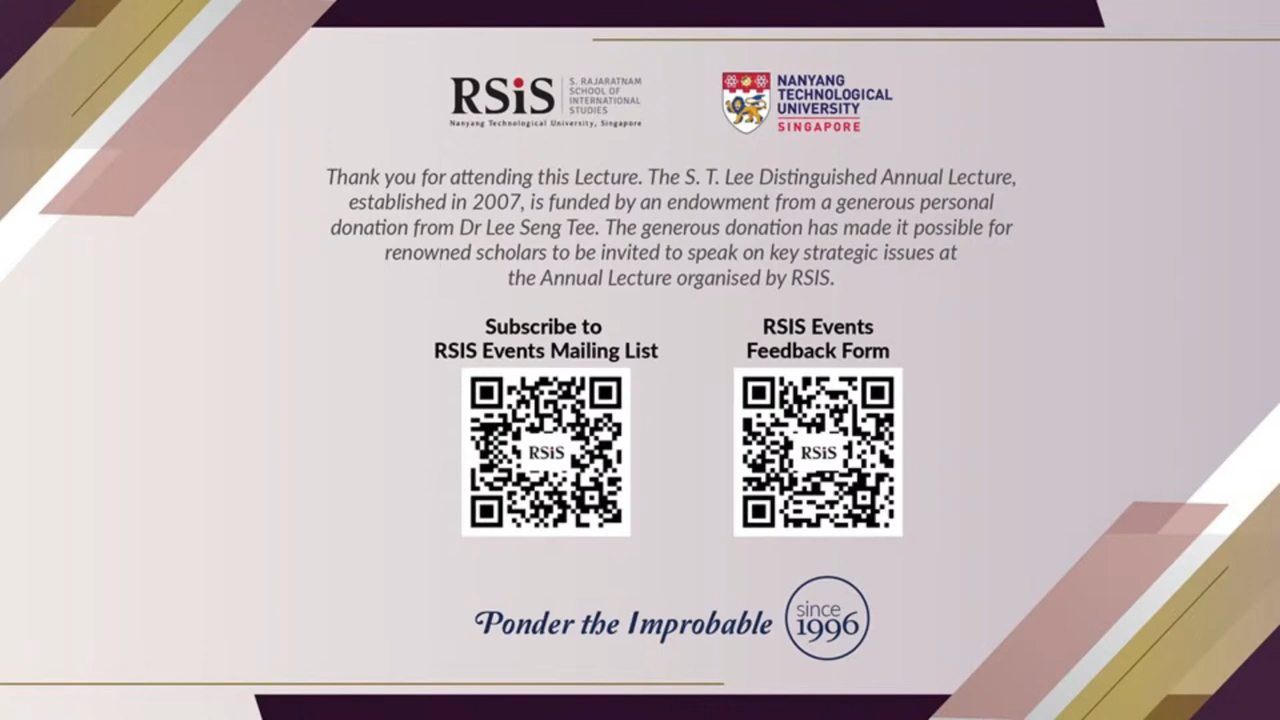 RSiS
S. RAJARATNAM
SCHOOL OF
INTERNATIONAL
STUDIES
Nanyang Technological University, Singapore
NANYANG
TECHNOLOGICAL
UNIVERSITY
SINGAPORE
Thank you for attending this Lecture. The S. T. Lee Distinguished Annual Lecture,
established in 2007, is funded by an endowment from a generous personal
donation from Dr Lee Seng Tee. The generous donation has made it possible for
renowned scholars to be invited to speak on key strategic issues at
the Annual Lecture organised by RSIS.
Subscribe to
RSIS Events Mailing List
RSIS Events
Feedback Form
RSiS
RSiS
Ponder the Improbable
since
1996